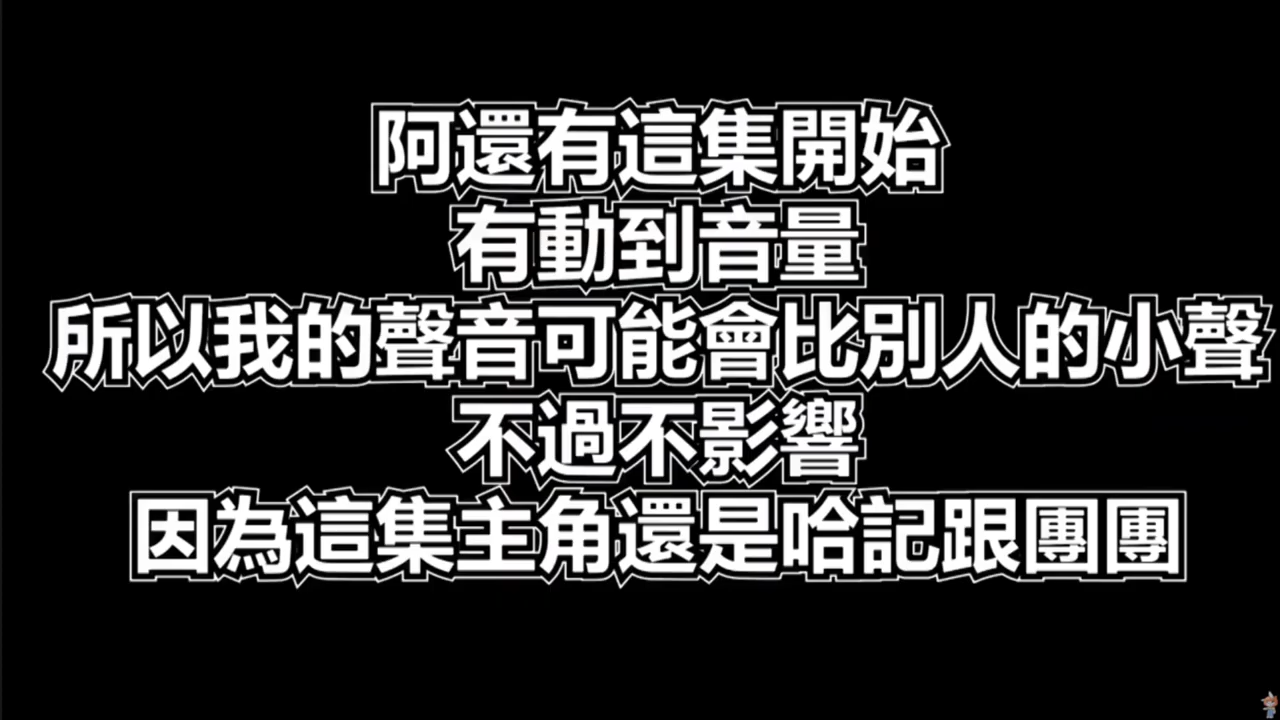 阿還有這集開始
有動到音量
所以我的聲音可能會比別人的小聲
不過不影響
因為這集主角還是哈記跟團團